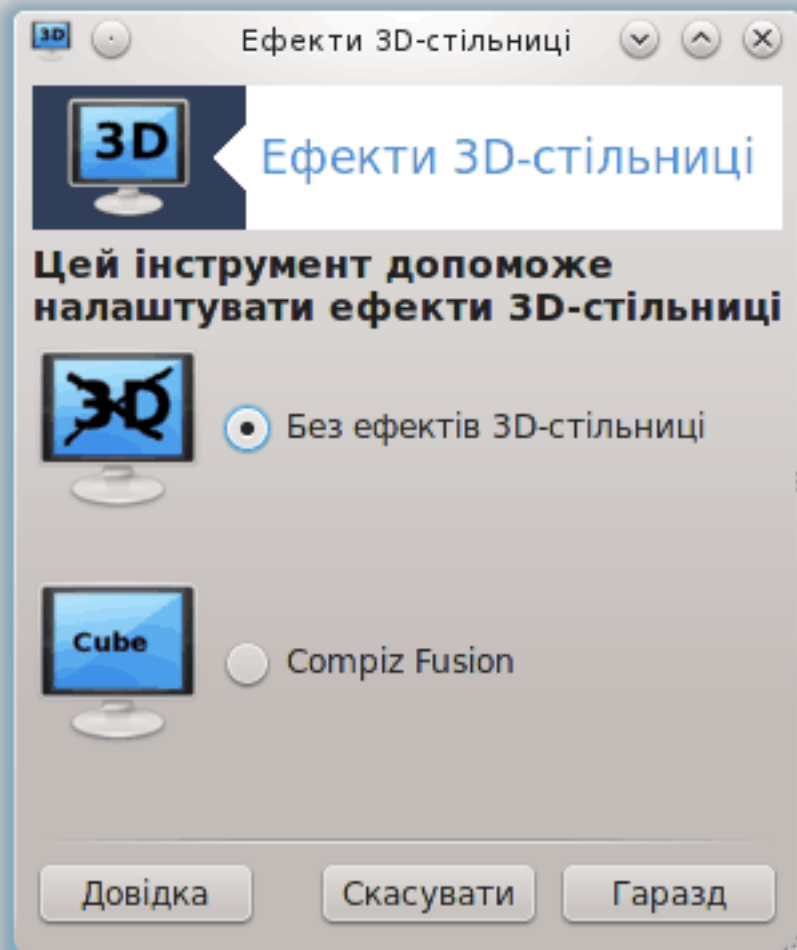 3D
Ефекти 3D-стільниці
3D
Ефекти 3D-стільниці
Цей інструмент допоможе
налаштувати ефекти 3D-стільниці
3D
Без ефектів 3D-стільниці
Cube
Compiz Fusion
Довідка
Скасувати
Гаразд